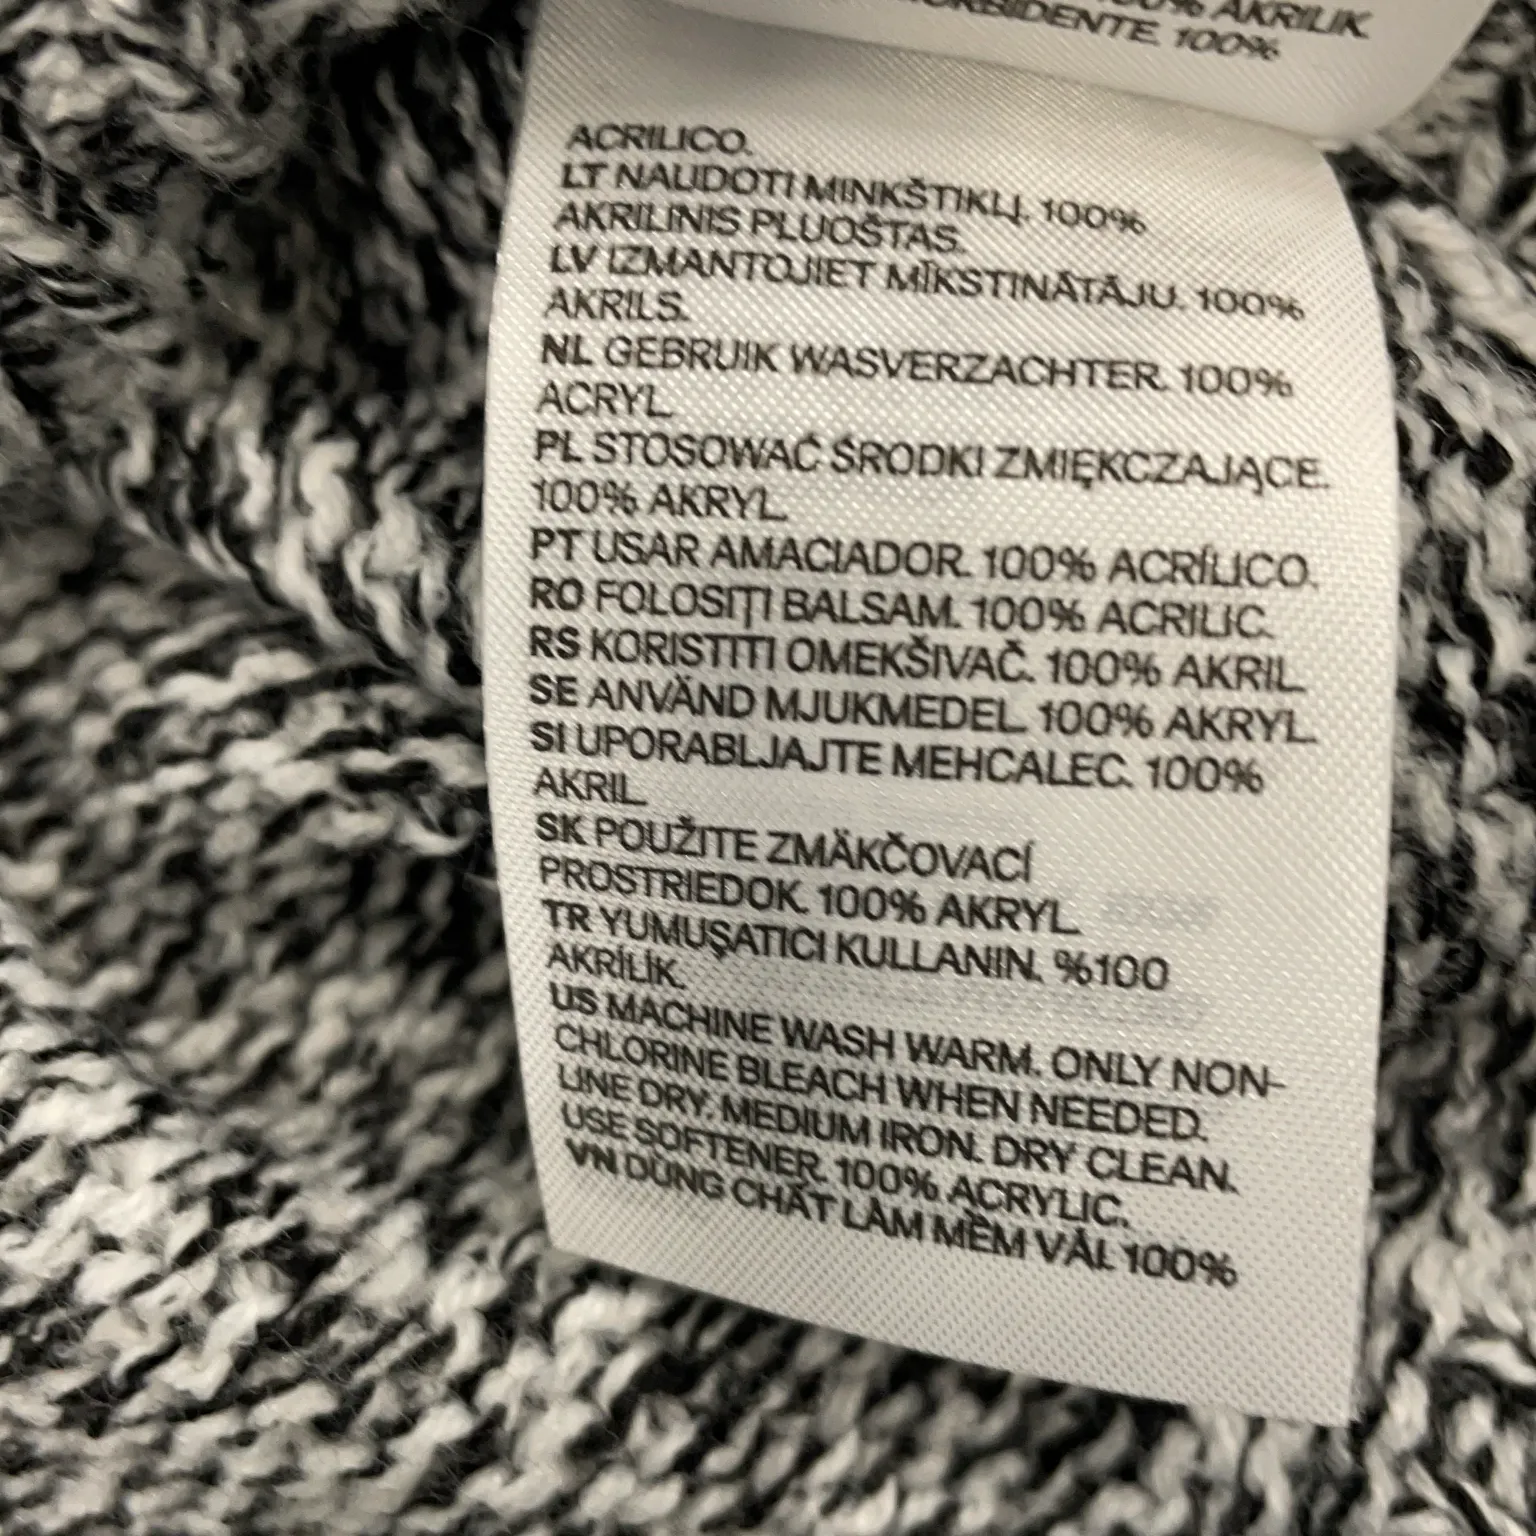 100% AKRILIK.
MORBIDENTE. 100%
ACRILICO.
LT NAUDOTI MINKŠTIKLĮ. 100%
AKRILINIS PLUOŠTAS.
LV IZMANTOJIET MĪKSTINĀTĀJU. 100%
AKRILS.
NL GEBRUIK WASVERZACHTER. 100%
ACRYL.
PL STOSOWAĆ ŚRODKI ZMIĘKCZAJĄCE.
100% AKRYL.
PT USAR AMACIADOR. 100% ACRÍLICO.
RO FOLOSIȚI BALSAM. 100% ACRILIC.
RS KORISTITI OMEKŠIVAČ. 100% AKRIL.
SE ANVÄND MJUKMEDEL. 100% AKRYL.
SI UPORABLJAJTE MEHCALEC. 100%
AKRIL.
SK POUŽITE ZMÄKČOVACÍ
PROSTRIEDOK. 100% AKRYL.
TR YUMUŞATICI KULLANIN. %100
AKRİLİK.
US MACHINE WASH WARM. ONLY NON-
CHLORINE BLEACH WHEN NEEDED.
LINE DRY. MEDIUM IRON. DRY CLEAN.
USE SOFTENER. 100% ACRYLIC.
VN DÙNG CHẤT LÀM MỀM VẢI. 100%